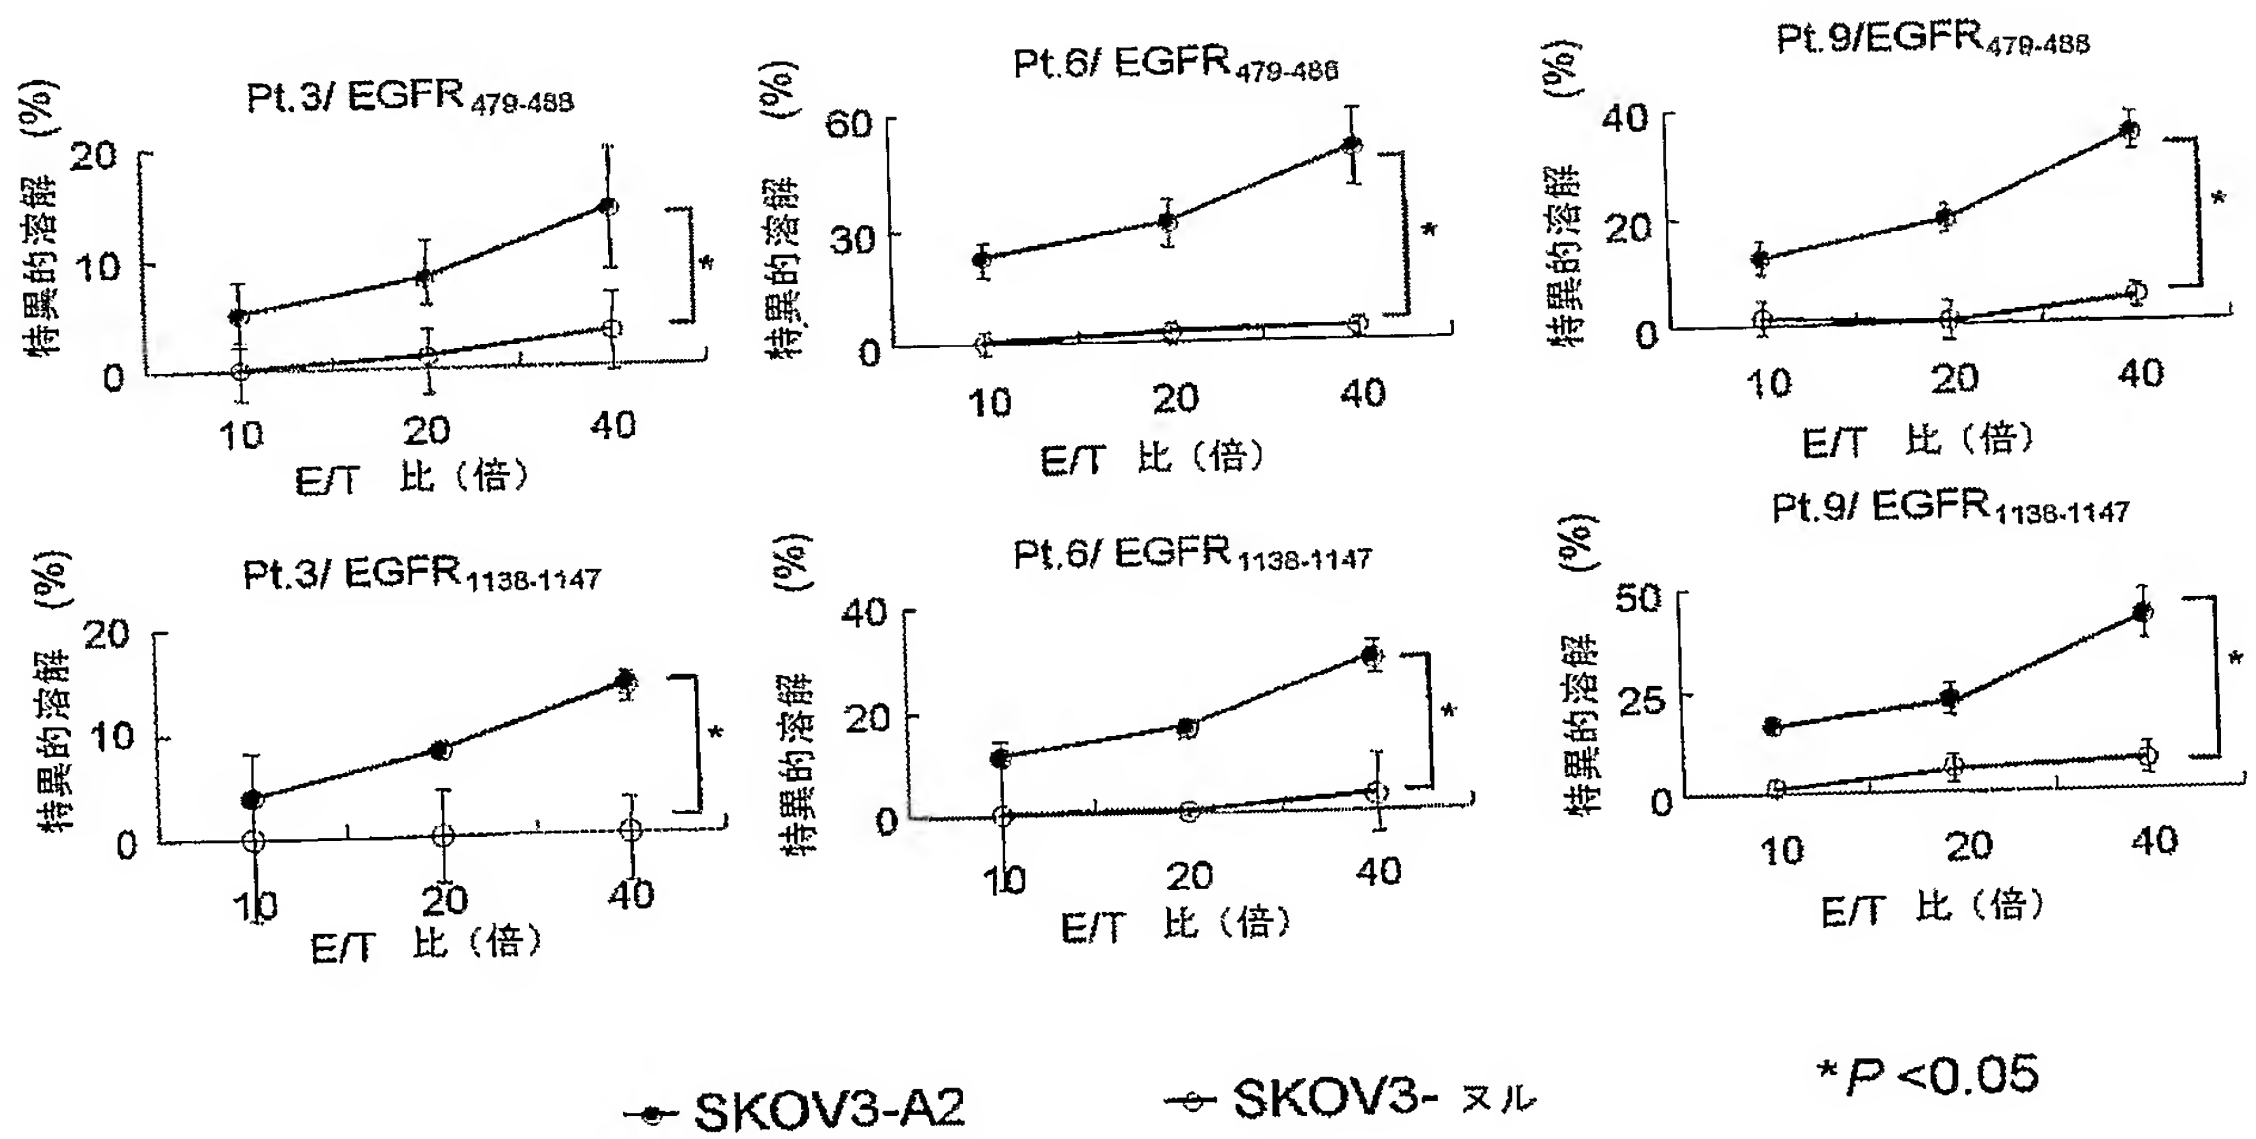 Pt.3/ EGFR479-488
特異的溶解 (%)
20
10
0
10 20 40
E/T 比（倍）
Pt.6/ EGFR479-488
特異的溶解 (%)
60
30
0
10 20 40
E/T 比（倍）
Pt.9/EGFR479-488
特異的溶解 (%)
40
20
0
10 20 40
E/T 比（倍）
Pt.3/ EGFR1138-1147
特異的溶解 (%)
20
10
0
10 20 40
E/T 比（倍）
Pt.6/ EGFR1138-1147
特異的溶解 (%)
40
20
0
10 20 40
E/T 比（倍）
Pt.9/ EGFR1138-1147
特異的溶解 (%)
50
25
0
10 20 40
E/T 比（倍）
*
*
*
*
*
*
SKOV3-A2
SKOV3- ヌル
*P<0.05